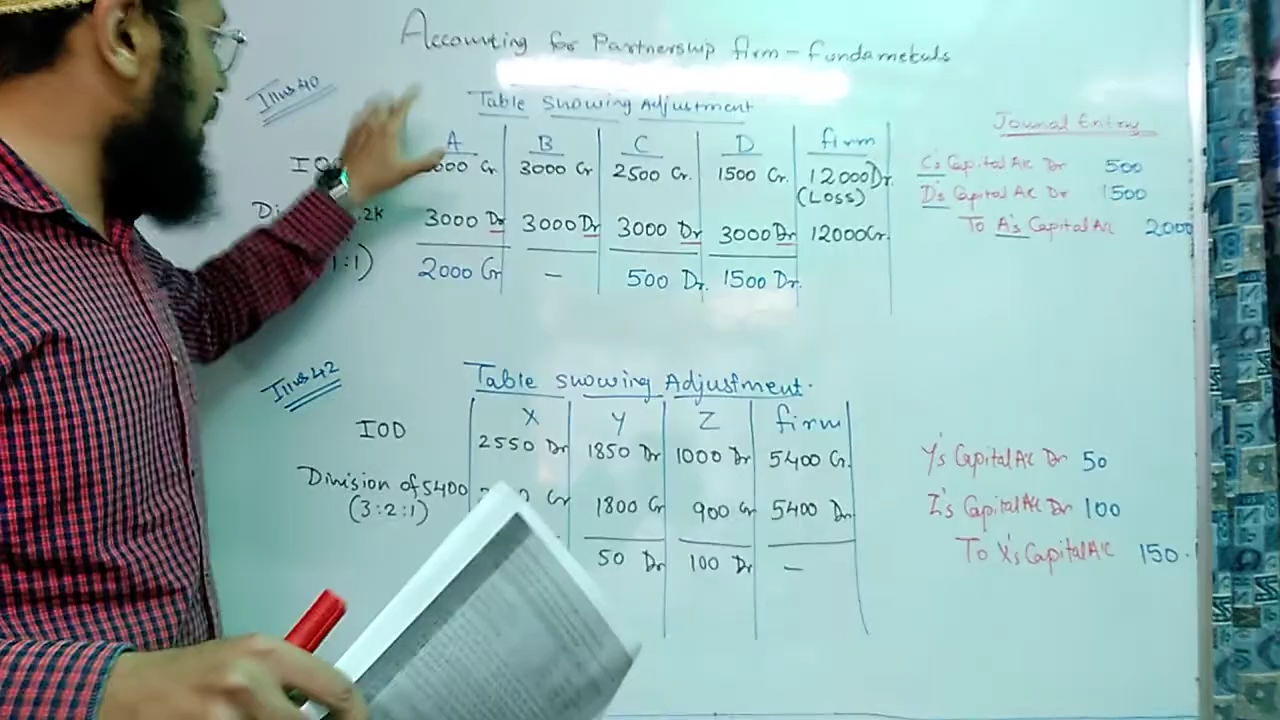 Accounting for Partnership firm - Fundametals
Illus 40
Table Showing Adjustment
A B C D firm
000 Cr 3000 Cr 2500 Cr. 1500 Cr. 12000 Dr.
(Loss)
3000 Dr 3000 Dr 3000 Dr 3000 Dr 12000 Cr.
:1)
2000 Cr — 500 Dr. 1500 Dr.
Journal Entry
C's Capital A/c Dr 500
D's Capital A/c Dr 1500
To A's Capital A/c 2000
Illus 42
Table Showing Adjustment.
X Y Z firm
IOD 2550 Dr 1850 Dr 1000 Dr 5400 Cr.
Division of 5400 Cr 1800 Cr 900 Cr 5400 Dr
(3:2:1)
50 Dr 100 Dr —
Y's Capital A/c Dr 50
Z's Capital A/c Dr 100
To X's Capital A/c 150.